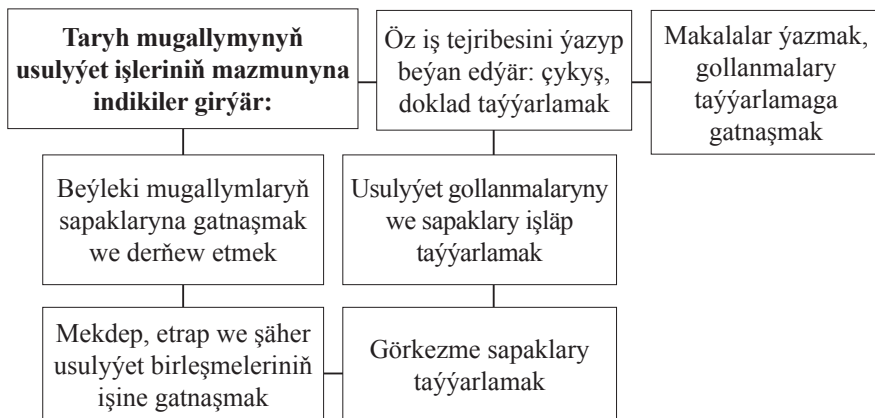 Taryh mugallymynyň
usulyýet işleriniň mazmunyna
indikiler girýär:
Öz iş tejribesini ýazyp
beýan edýär: çykyş,
doklad taýýarlamak
Makalalar ýazmak,
gollanmalary
taýýarlamaga
gatnaşmak
Beýleki mugallymlaryň
sapaklaryna gatnaşmak
we derňew etmek
Usulyýet gollanmalaryny
we sapaklary işläp
taýýarlamak
Mekdep, etrap we şäher
usulyýet birleşmeleriniň
işine gatnaşmak
Görkezme sapaklary
taýýarlamak